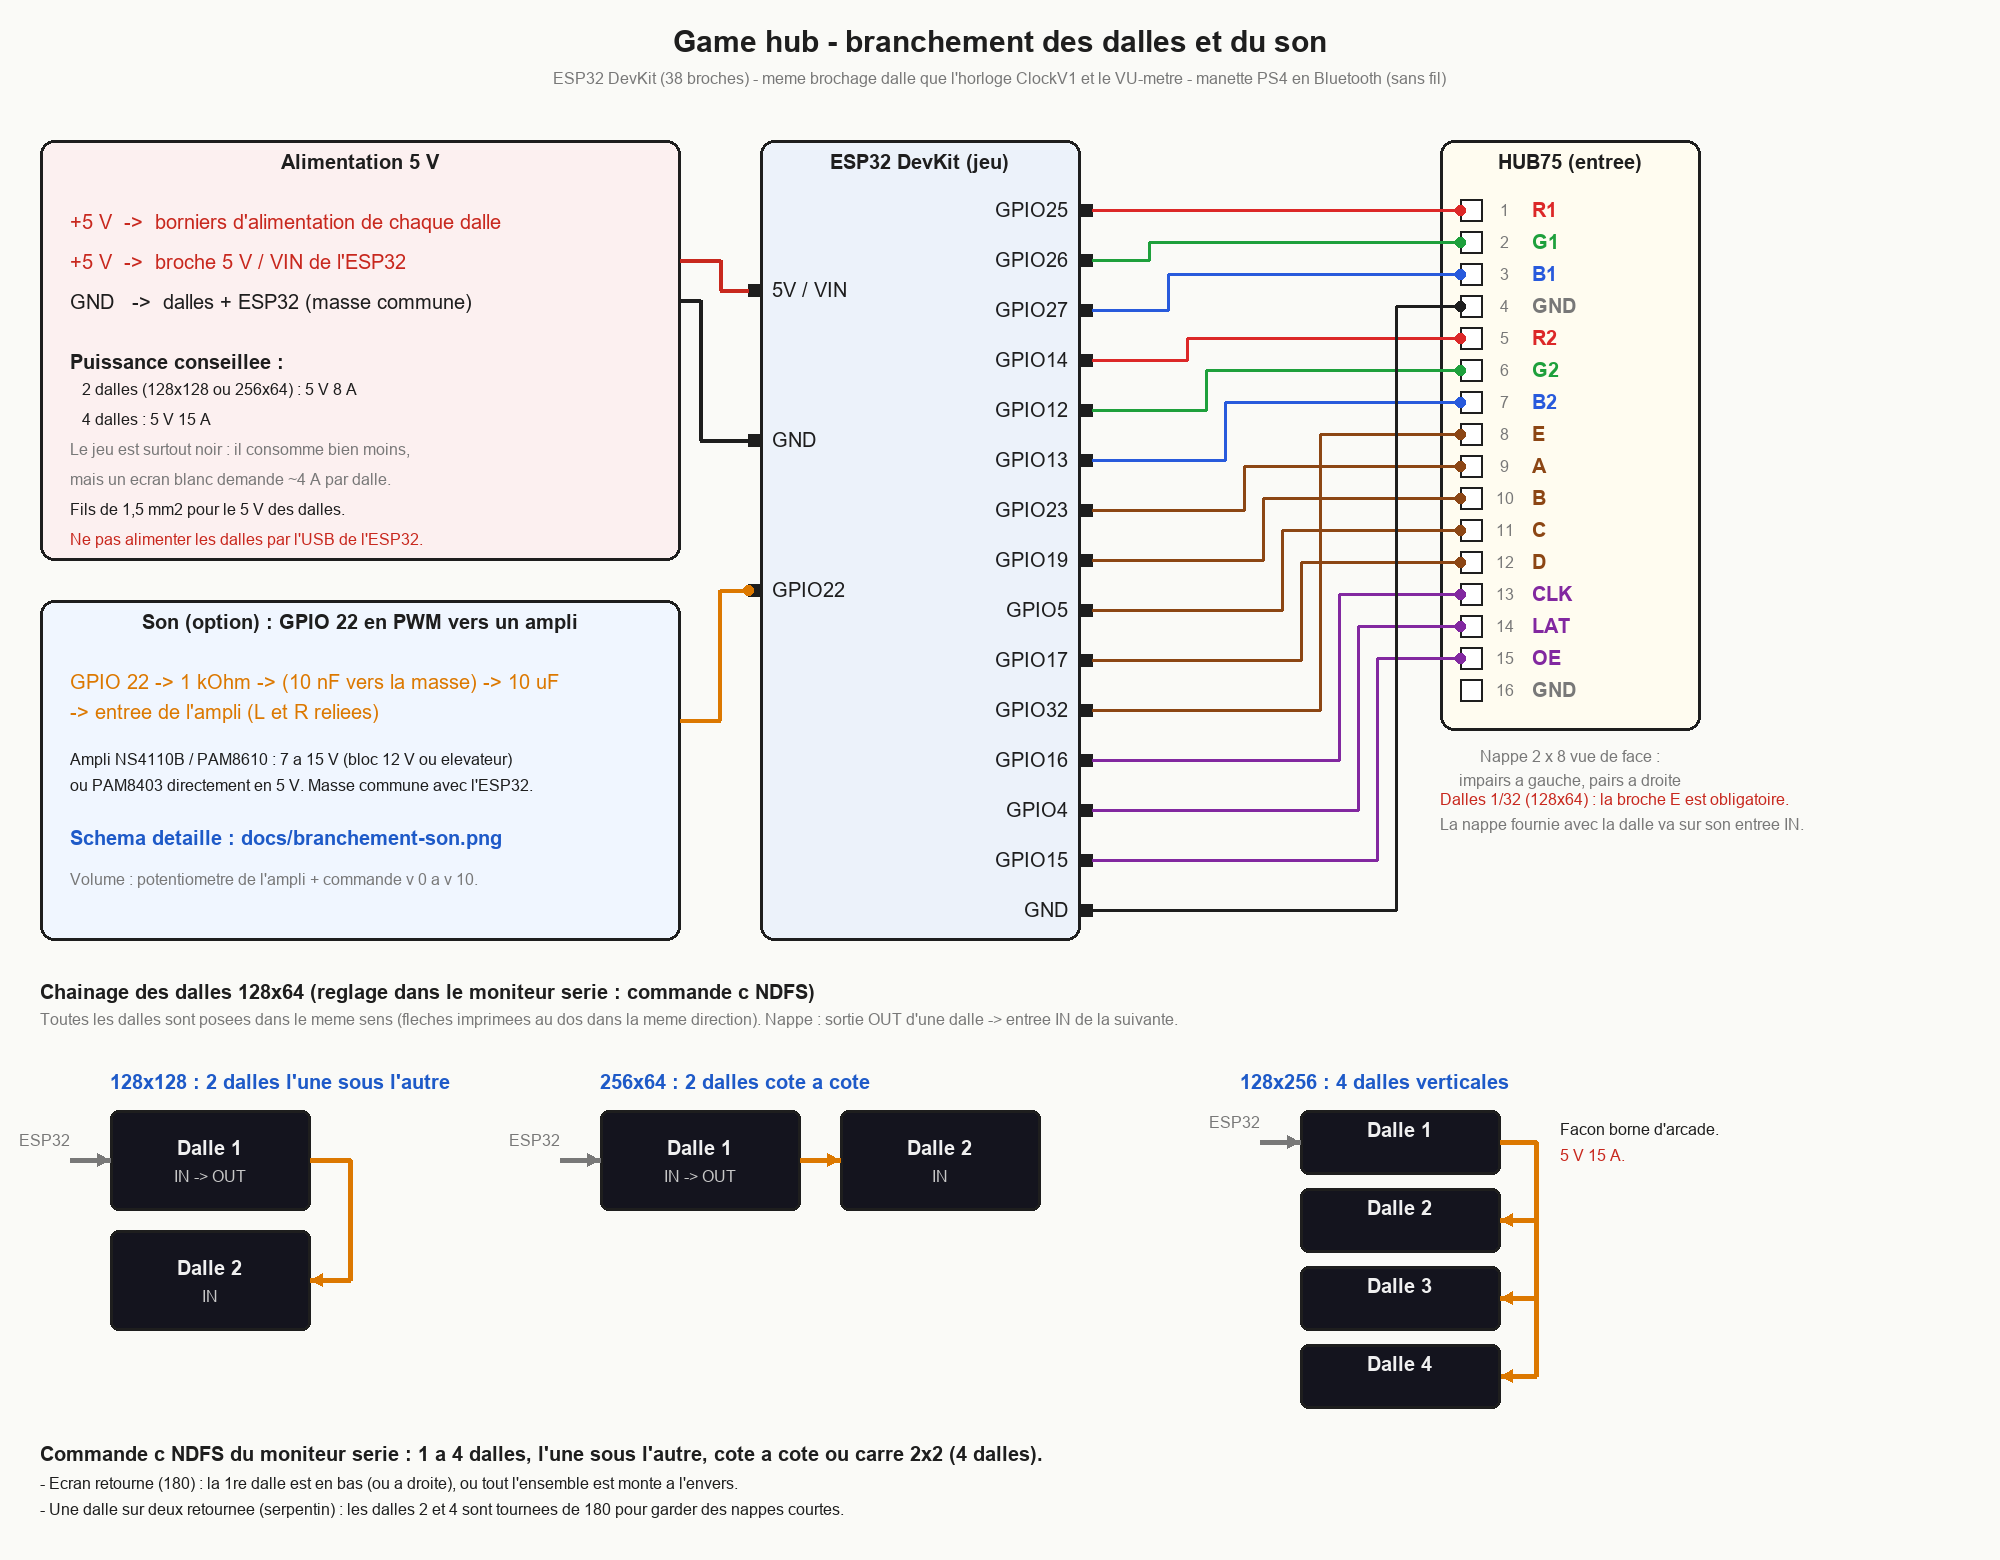 Game hub - branchement des dalles et du son
ESP32 DevKit (38 broches) - meme brochage dalle que l'horloge ClockV1 et le VU-metre - manette PS4 en Bluetooth (sans fil)
Alimentation 5 V
+5 V -> borniers d'alimentation de chaque dalle
+5 V -> broche 5 V / VIN de l'ESP32
GND -> dalles + ESP32 (masse commune)
Puissance conseillee :
2 dalles (128x128 ou 256x64) : 5 V 8 A
4 dalles : 5 V 15 A
Le jeu est surtout noir : il consomme bien moins,
mais un ecran blanc demande ~4 A par dalle.
Fils de 1,5 mm2 pour le 5 V des dalles.
Ne pas alimenter les dalles par l'USB de l'ESP32.
Son (option) : GPIO 22 en PWM vers un ampli
GPIO 22 -> 1 kOhm -> (10 nF vers la masse) -> 10 uF
-> entree de l'ampli (L et R reliees)
Ampli NS4110B / PAM8610 : 7 a 15 V (bloc 12 V ou elevateur)
ou PAM8403 directement en 5 V. Masse commune avec l'ESP32.
Schema detaille : docs/branchement-son.png
Volume : potentiometre de l'ampli + commande v 0 a v 10.
ESP32 DevKit (jeu)
5V / VIN
GND
GPIO22
GPIO25
GPIO26
GPIO27
GPIO14
GPIO12
GPIO13
GPIO23
GPIO19
GPIO5
GPIO17
GPIO32
GPIO16
GPIO4
GPIO15
GND
HUB75 (entree)
1 R1
2 G1
3 B1
4 GND
5 R2
6 G2
7 B2
8 E
9 A
10 B
11 C
12 D
13 CLK
14 LAT
15 OE
16 GND
Nappe 2 x 8 vue de face :
impairs a gauche, pairs a droite
Dalles 1/32 (128x64) : la broche E est obligatoire.
La nappe fournie avec la dalle va sur son entree IN.
Chainage des dalles 128x64 (reglage dans le moniteur serie : commande c NDFS)
Toutes les dalles sont posees dans le meme sens (fleches imprimees au dos dans la meme direction). Nappe : sortie OUT d'une dalle -> entree IN de la suivante.
128x128 : 2 dalles l'une sous l'autre
ESP32
Dalle 1
IN -> OUT
Dalle 2
IN
256x64 : 2 dalles cote a cote
ESP32
Dalle 1
IN -> OUT
Dalle 2
IN
128x256 : 4 dalles verticales
ESP32
Dalle 1
Dalle 2
Dalle 3
Dalle 4
Facon borne d'arcade.
5 V 15 A.
Commande c NDFS du moniteur serie : 1 a 4 dalles, l'une sous l'autre, cote a cote ou carre 2x2 (4 dalles).
- Ecran retourne (180) : la 1re dalle est en bas (ou a droite), ou tout l'ensemble est monte a l'envers.
- Une dalle sur deux retournee (serpentin) : les dalles 2 et 4 sont tournees de 180 pour garder des nappes courtes.